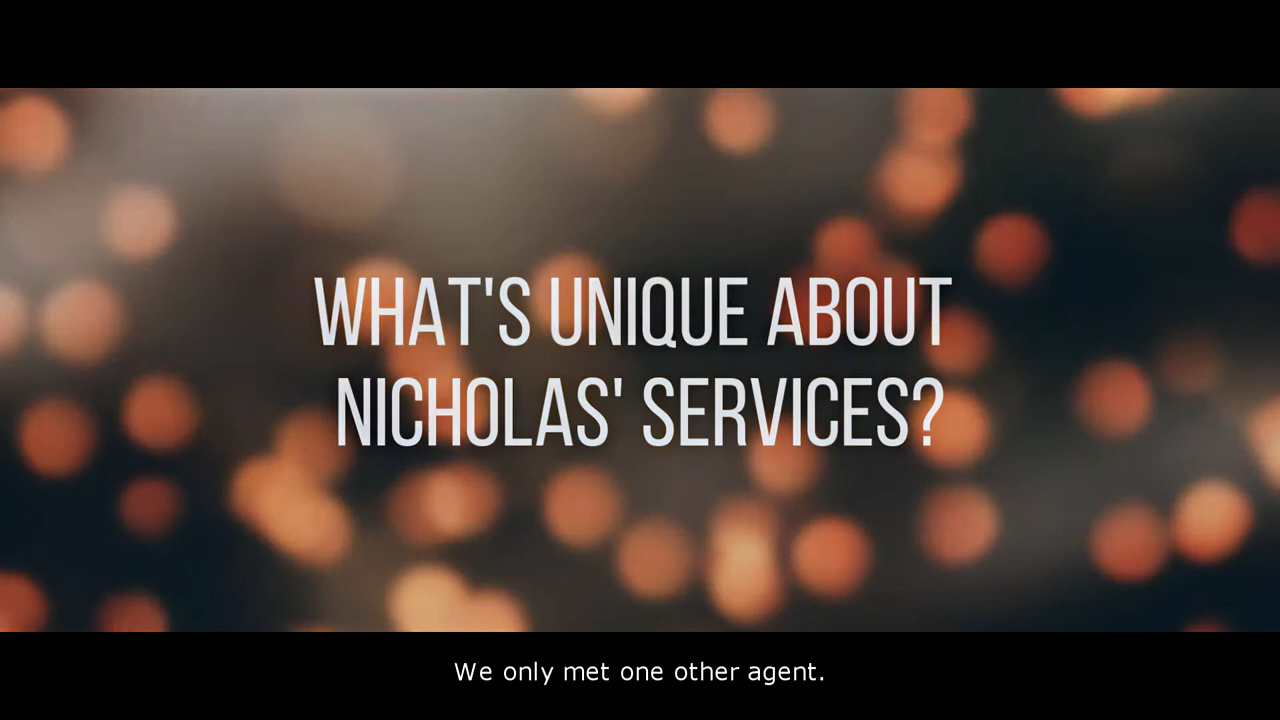 WHAT'S UNIQUE ABOUT
NICHOLAS' SERVICES?
We only met one other agent.